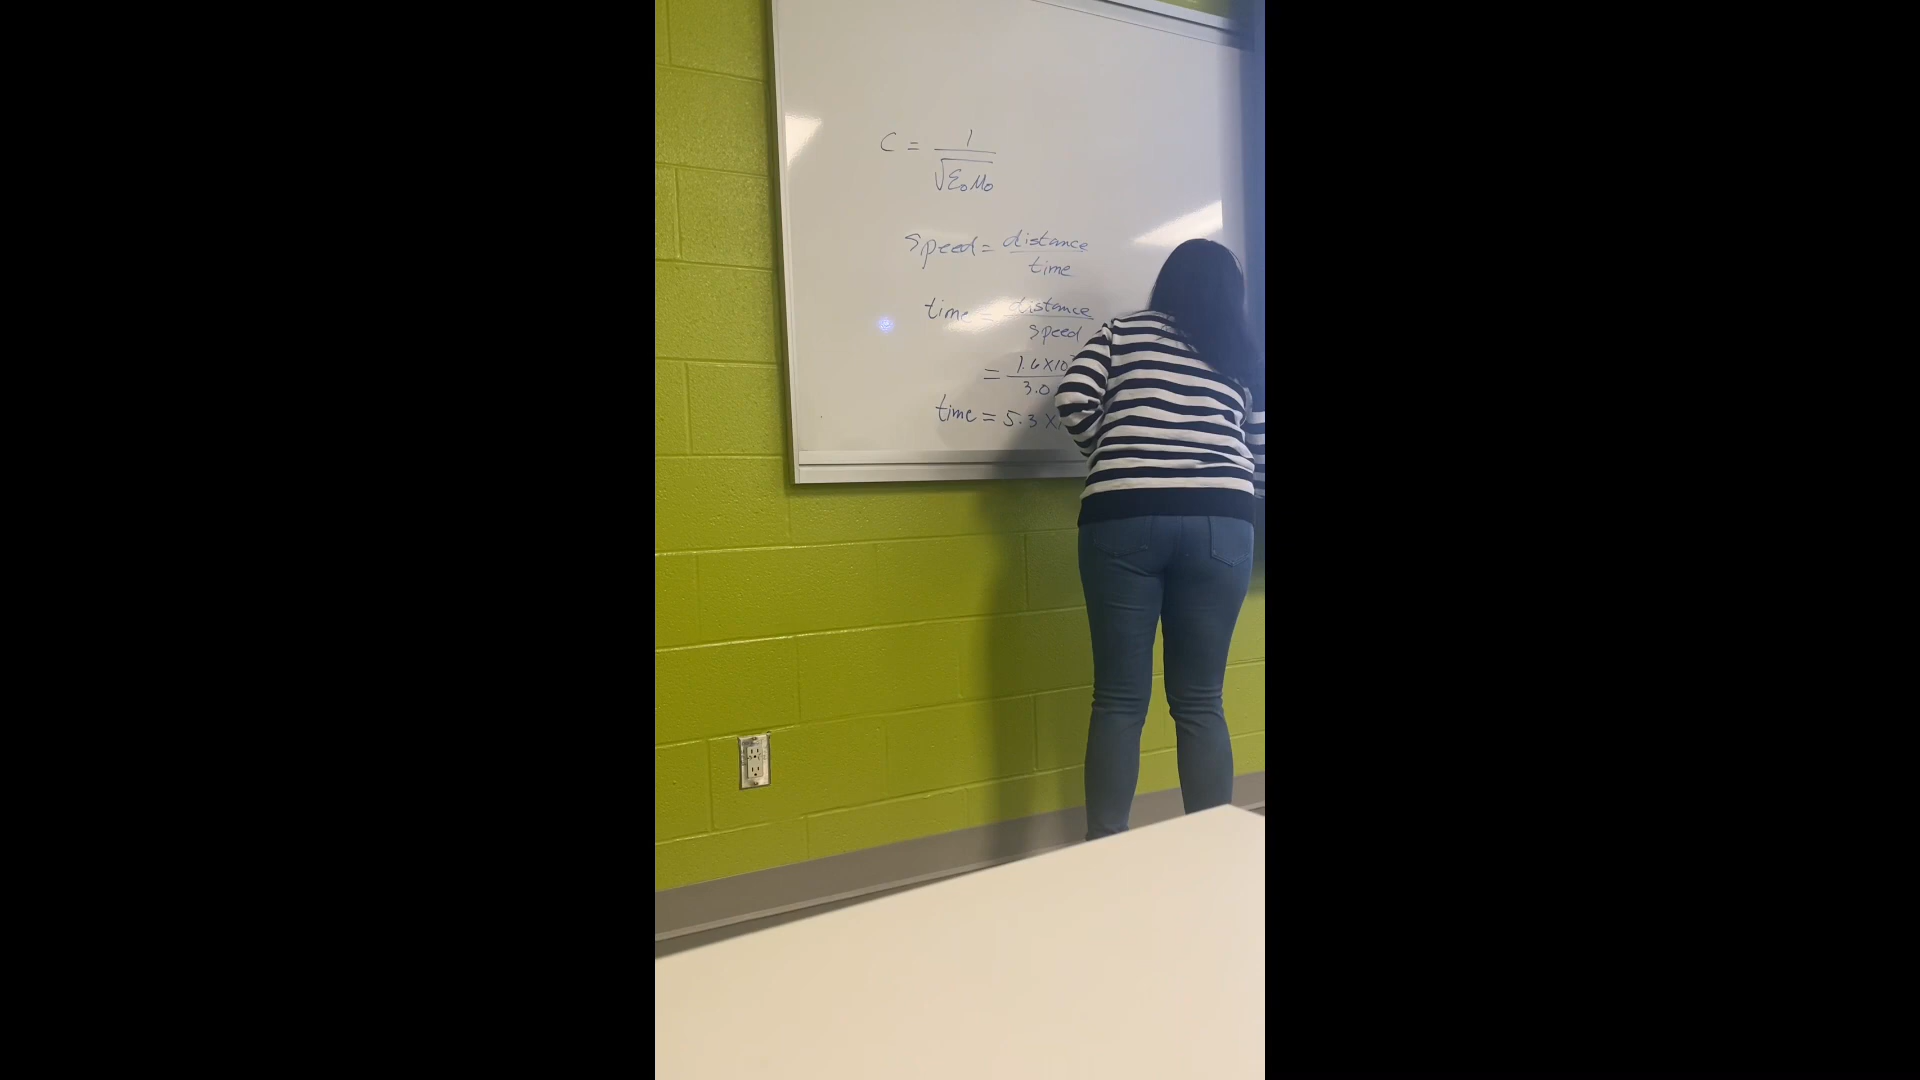 C = 1/√ε₀μ₀
speed = distance/time
time = distance/speed
= 1.6×10/3.0
time = 5.3 ×